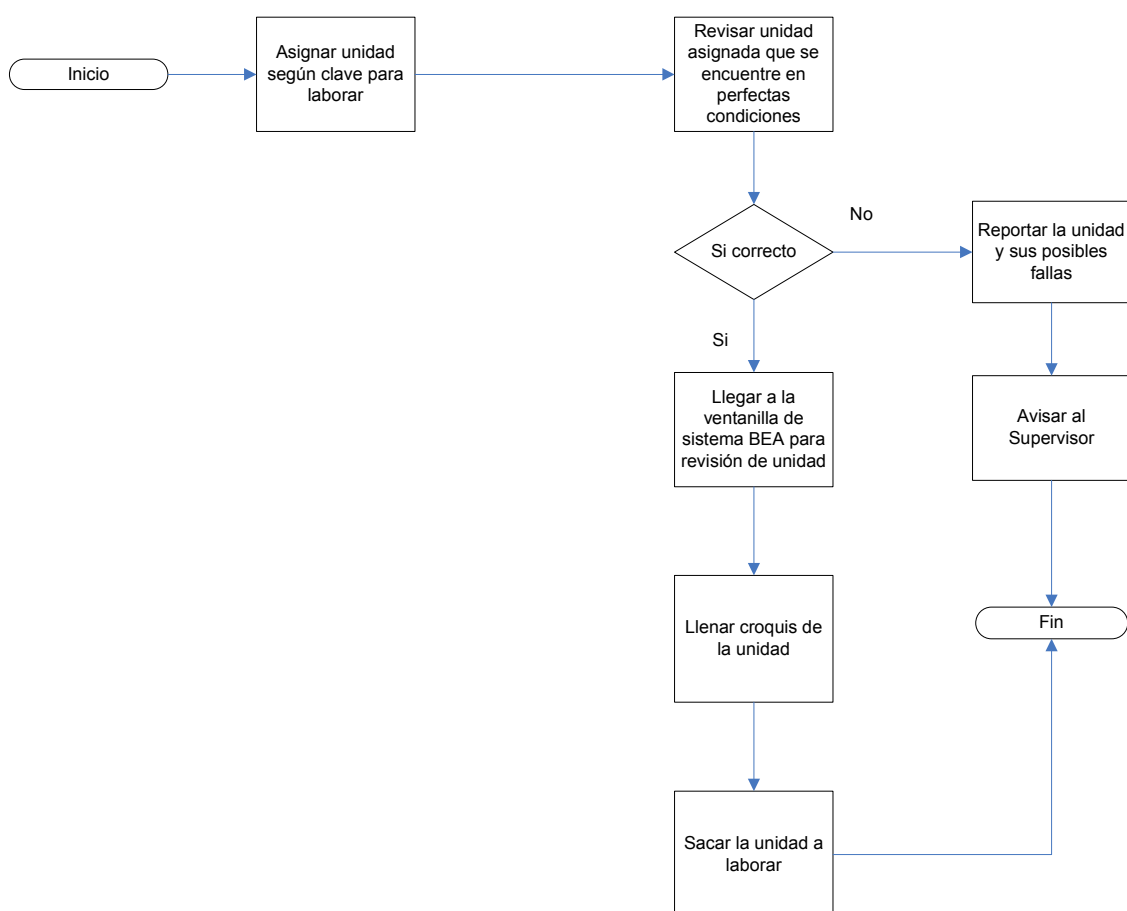 Inicio
Asignar unidad
según clave para
laborar
Revisar unidad
asignada que se
encuentre en
perfectas
condiciones
Si correcto
No
Reportar la unidad
y sus posibles
fallas
Si
Llegar a la
ventanilla de
sistema BEA para
revisión de unidad
Avisar al
Supervisor
Llenar croquis de
la unidad
Fin
Sacar la unidad a
laborar